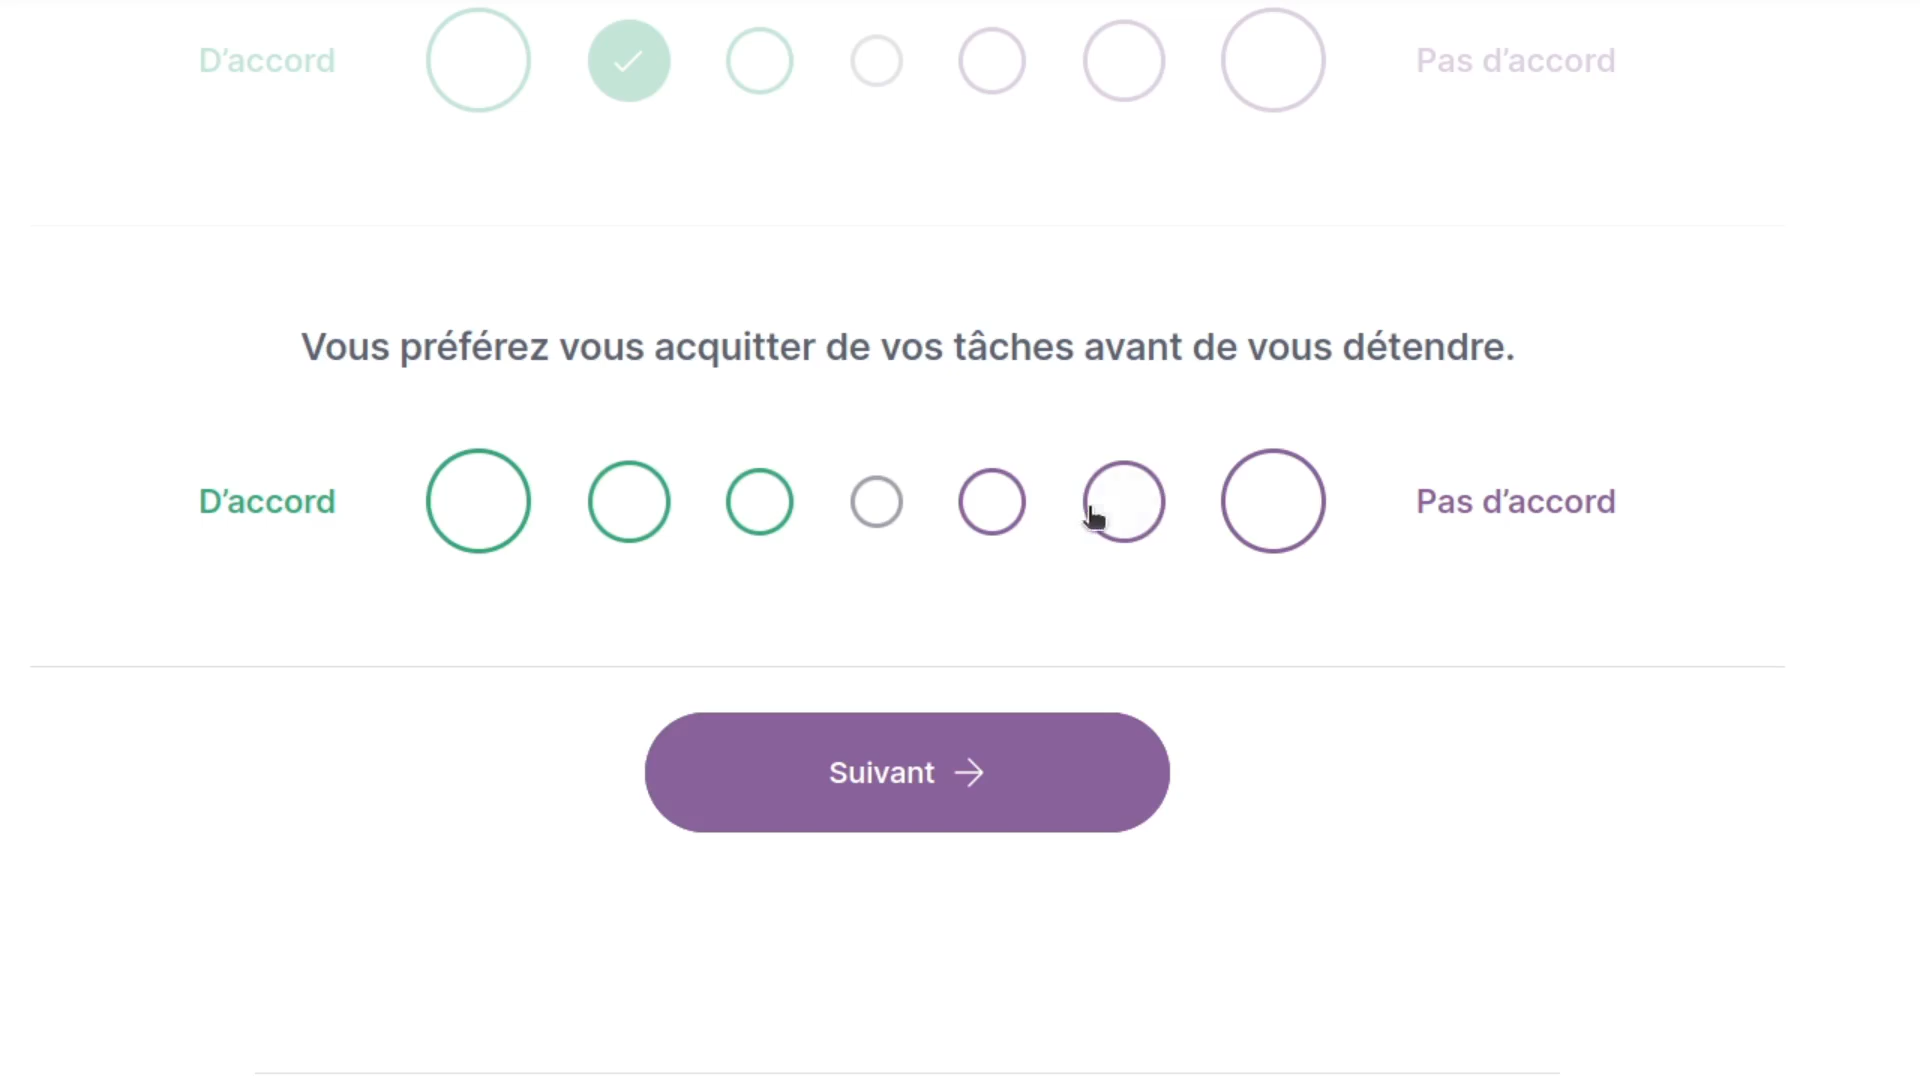 D’accord Pas d’accord
Vous préférez vous acquitter de vos tâches avant de vous détendre.
D’accord Pas d’accord
Suivant →